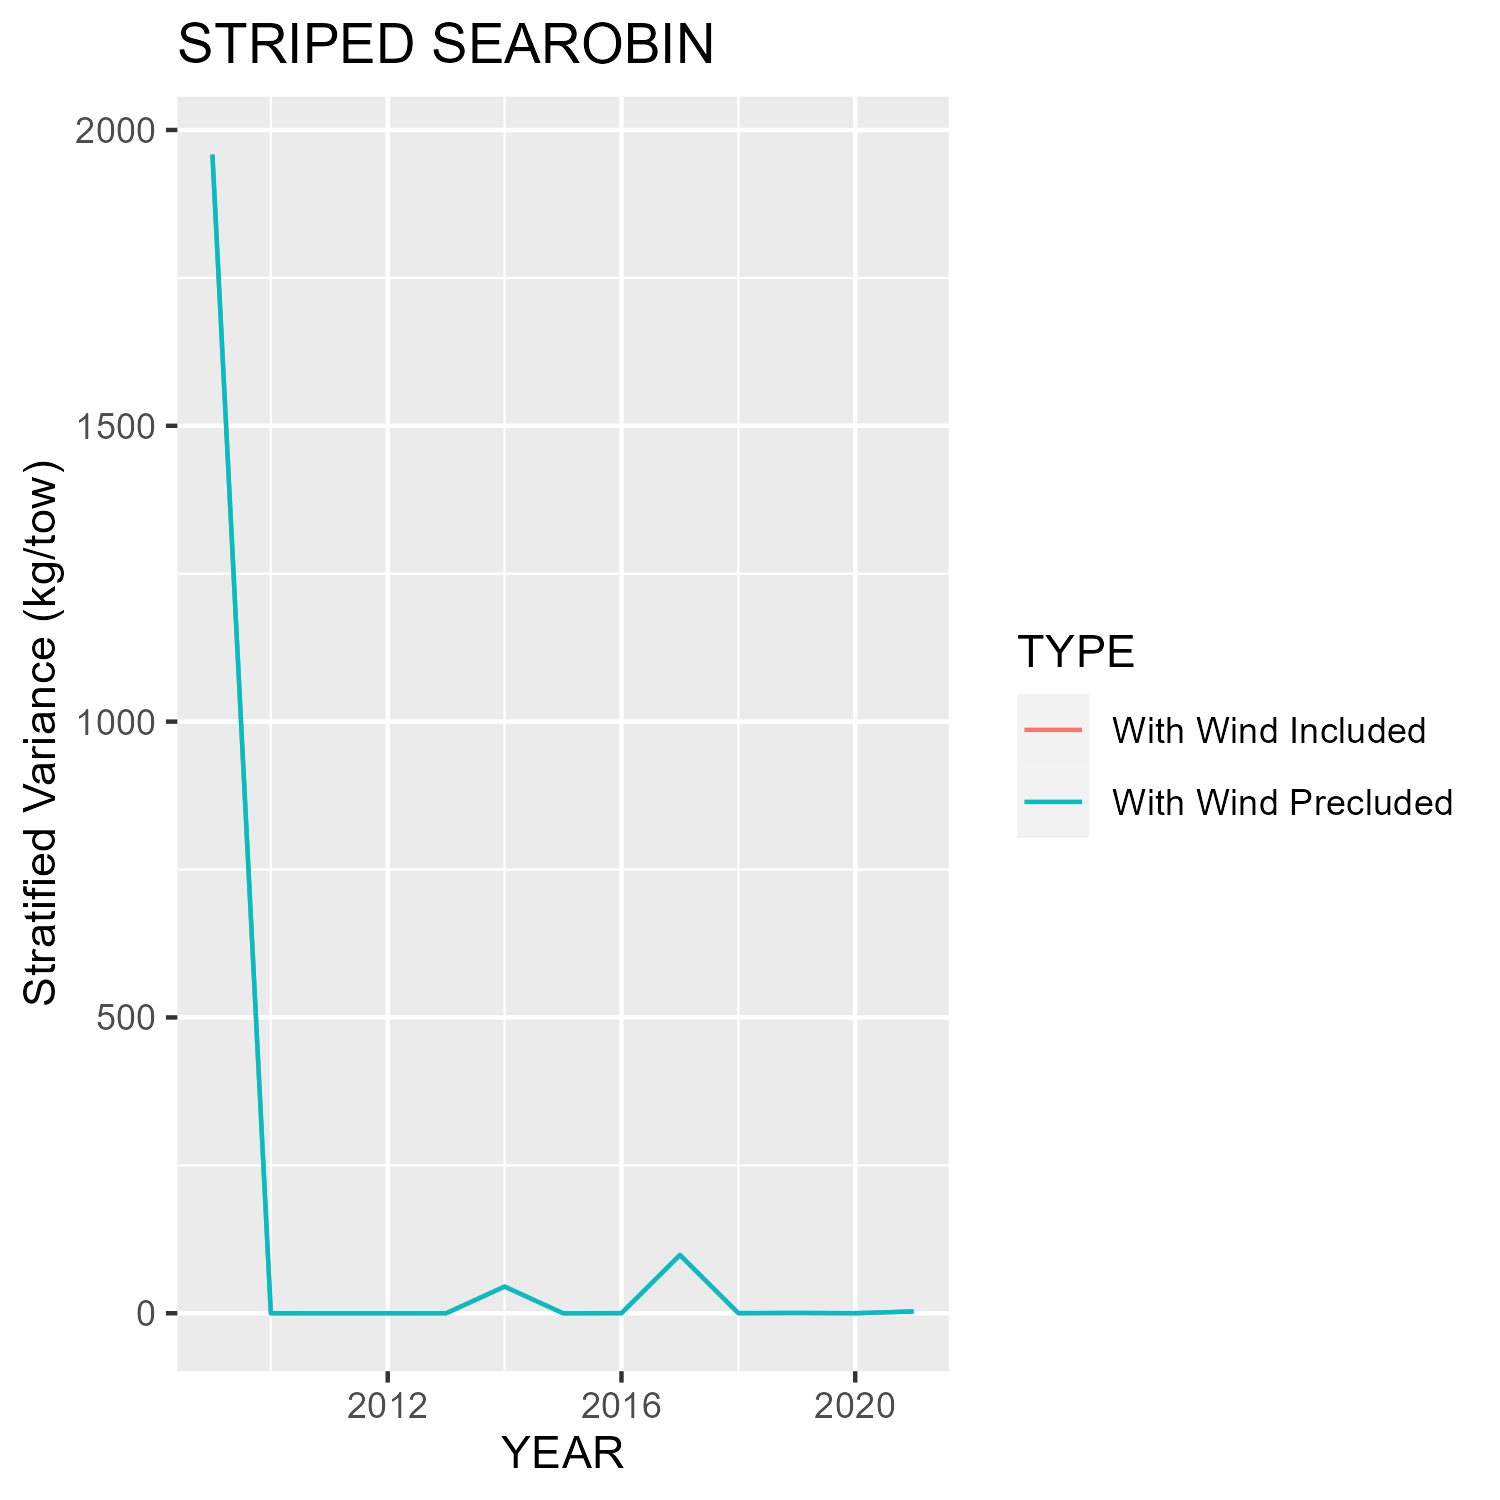 STRIPED SEAROBIN
2000
1500
1000
500
0
Stratified Variance (kg/tow)
2012 2016 2020
YEAR
TYPE
With Wind Included
With Wind Precluded